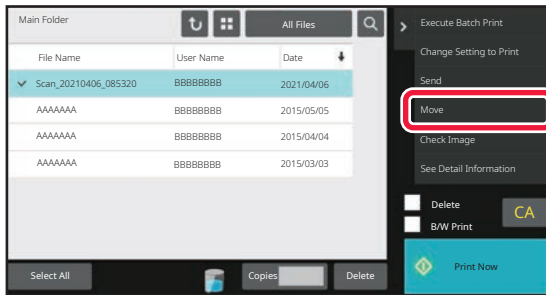 Main Folder
All Files
File Name User Name Date
Scan_20210406_085320 BBBBBBBB 2021/04/06
AAAAAAA BBBBBBBB 2015/05/05
AAAAAAA BBBBBBBB 2015/04/04
AAAAAAA BBBBBBBB 2015/03/03
Select All
Copies
Delete
Execute Batch Print
Change Setting to Print
Send
Move
Check Image
See Detail Information
Delete
B/W Print
CA
Print Now